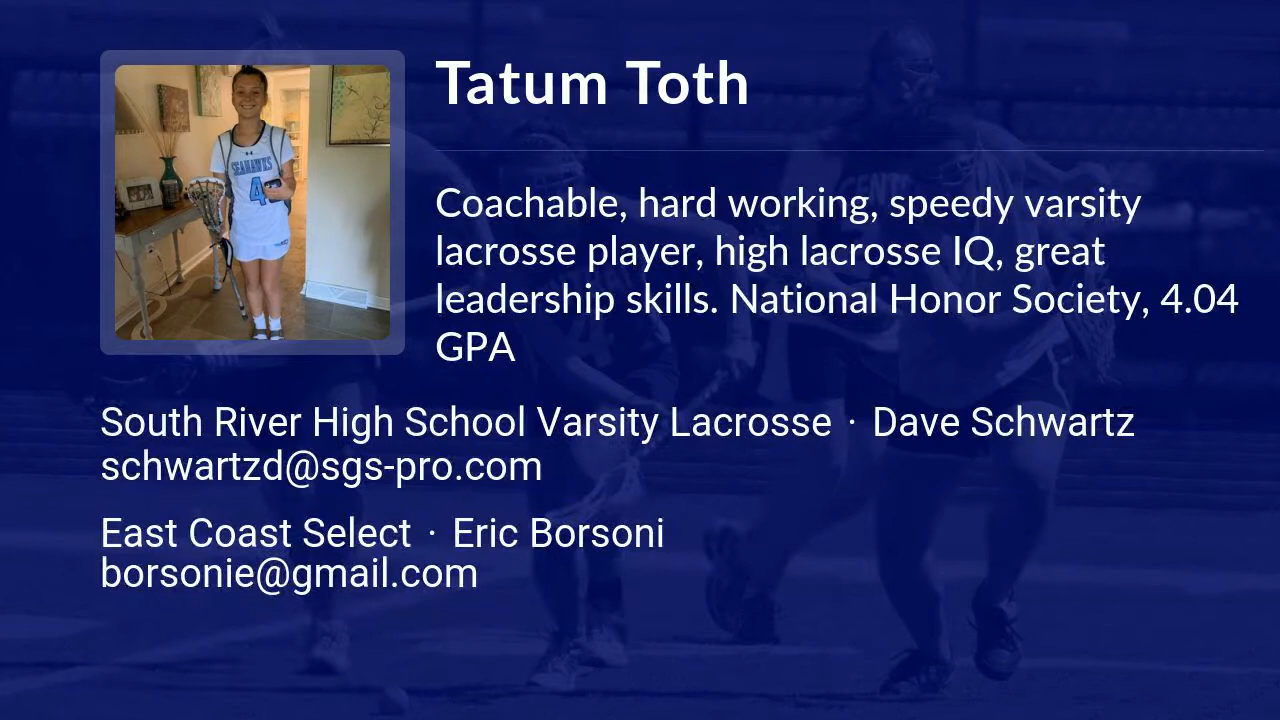 Tatum Toth
SEAHAWKS
4
Coachable, hard working, speedy varsity
lacrosse player, high lacrosse IQ, great
leadership skills. National Honor Society, 4.04
GPA
South River High School Varsity Lacrosse · Dave Schwartz
schwartzd@sgs-pro.com
East Coast Select · Eric Borsoni
borsonie@gmail.com